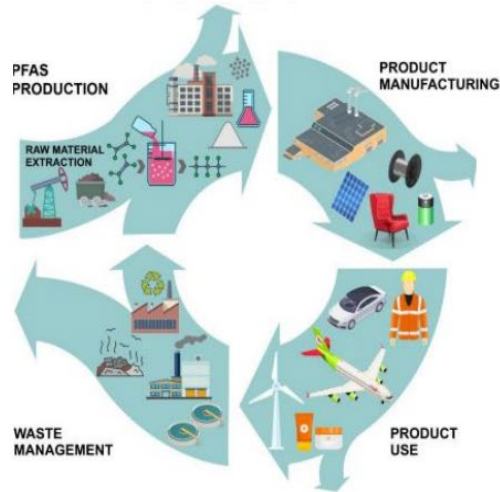 PFAS
PRODUCTION
RAW MATERIAL
EXTRACTION
PRODUCT
MANUFACTURING
WASTE
MANAGEMENT
PRODUCT
USE